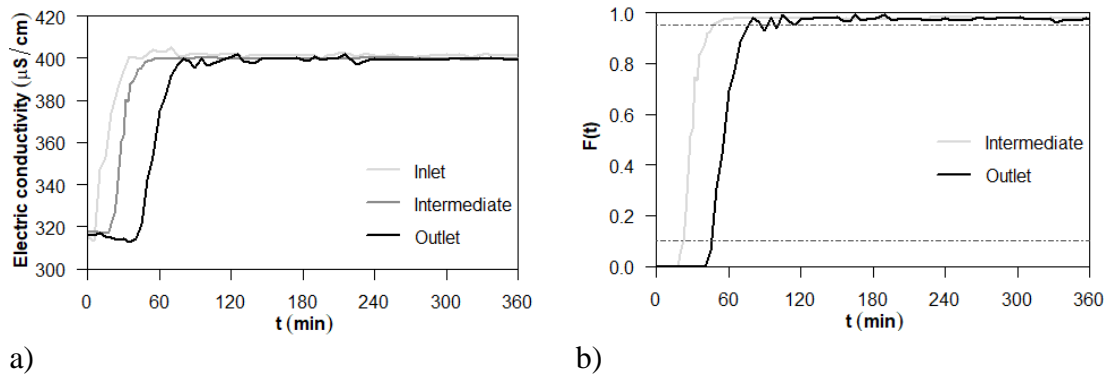 420
400
380
360
340
320
300
Electric conductivity (μS/cm)
Inlet
Intermediate
Outlet
0 60 120 180 240 300 360
t (min)
a)
1.0
0.8
0.6
0.4
0.2
0.0
F(t)
Intermediate
Outlet
0 60 120 180 240 300 360
t (min)
b)